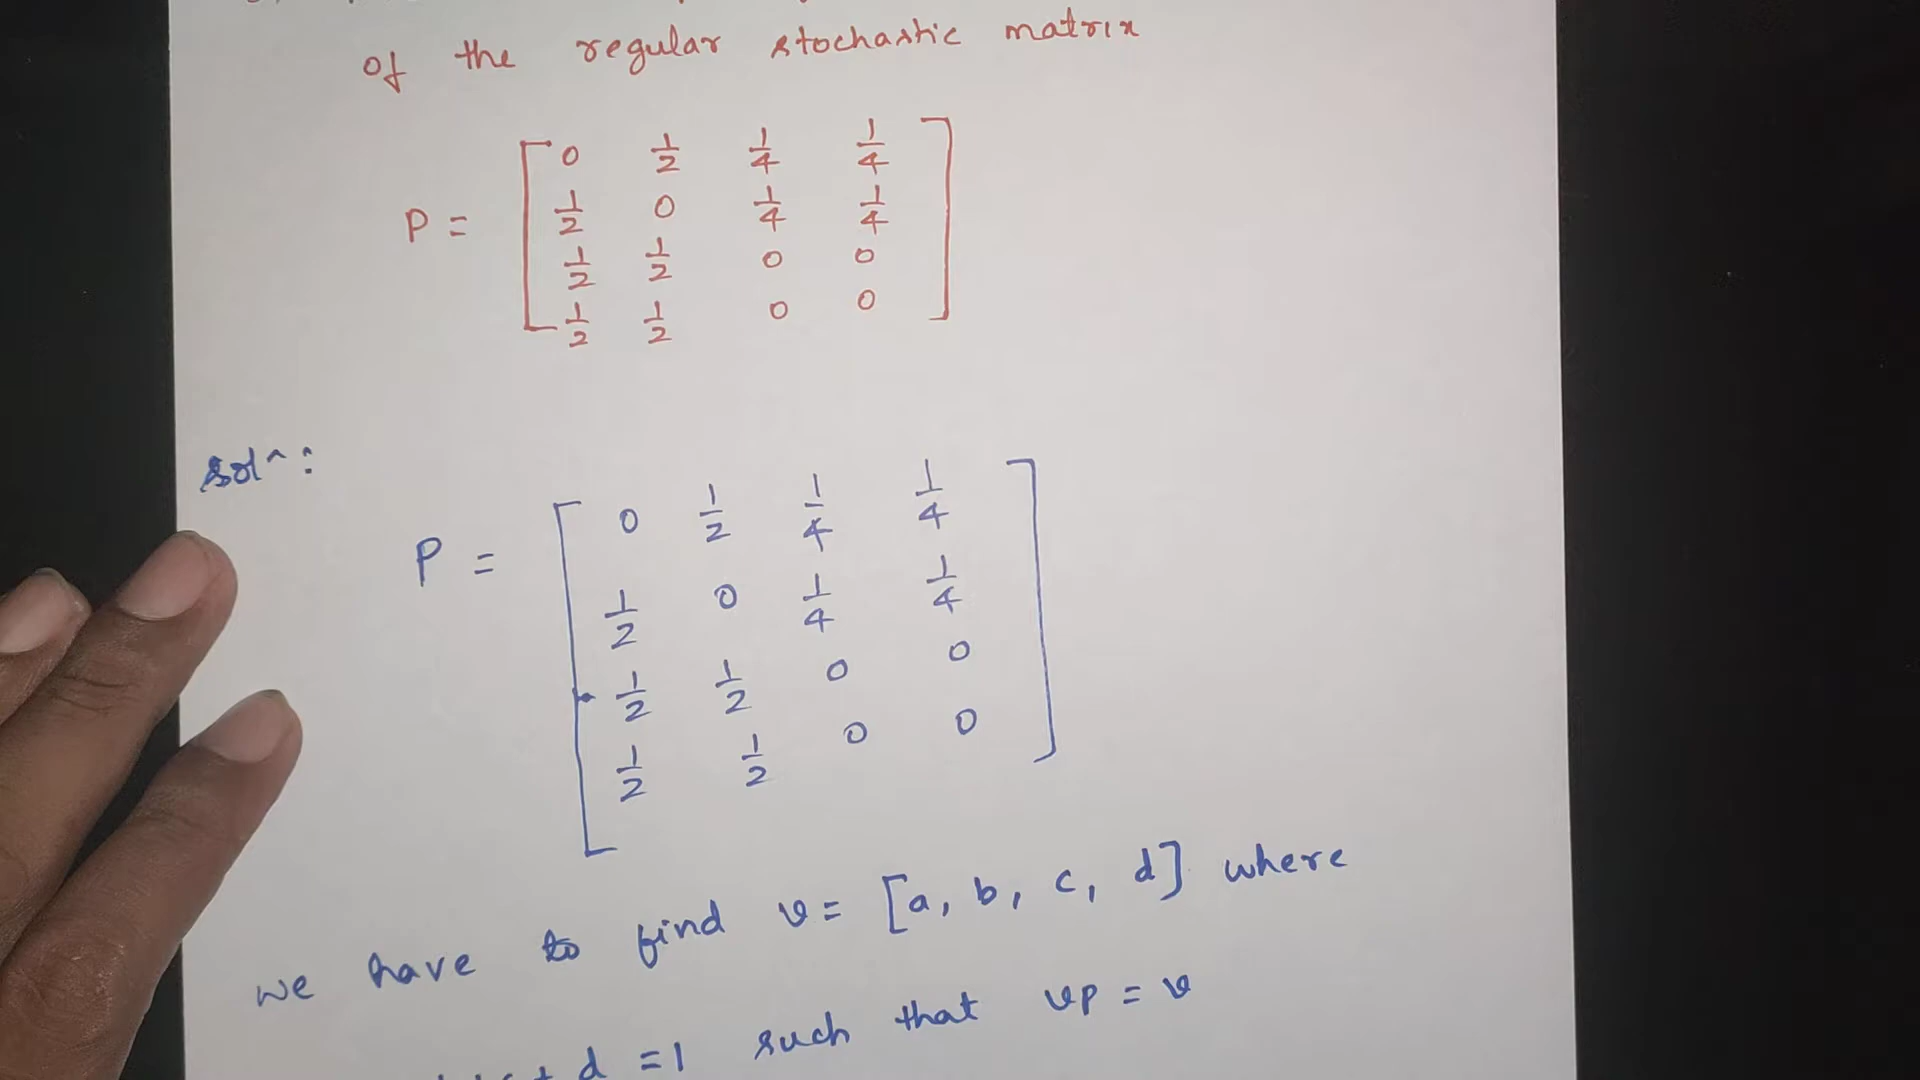 of the regular stochastic matrix
P = [ 0 1/2 1/4 1/4
1/2 0 1/4 1/4
1/2 1/2 0 0
1/2 1/2 0 0 ]
Solⁿ:
P = [ 0 1/2 1/4 1/4
1/2 0 1/4 1/4
1/2 1/2 0 0
1/2 1/2 0 0 ]
we have to find v = [a, b, c, d] where
+ d = 1 such that vp = v